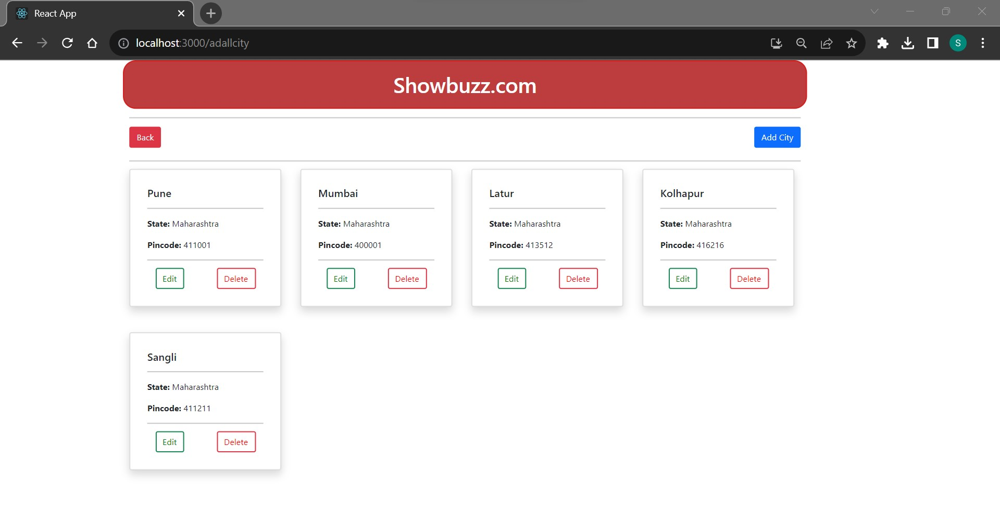 React App
localhost:3000/adallcity
S
Showbuzz.com
Back
Add City
Pune
State: Maharashtra
Pincode: 411001
Edit
Delete
Mumbai
State: Maharashtra
Pincode: 400001
Edit
Delete
Latur
State: Maharashtra
Pincode: 413512
Edit
Delete
Kolhapur
State: Maharashtra
Pincode: 416216
Edit
Delete
Sangli
State: Maharashtra
Pincode: 411211
Edit
Delete